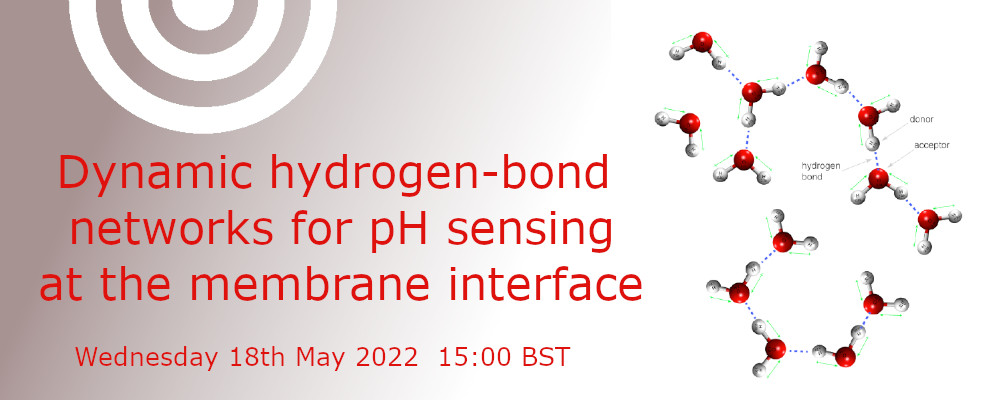 Dynamic hydrogen-bond
networks for pH sensing
at the membrane interface
Wednesday 18th May 2022 15:00 BST
donor
acceptor
hydrogen
bond